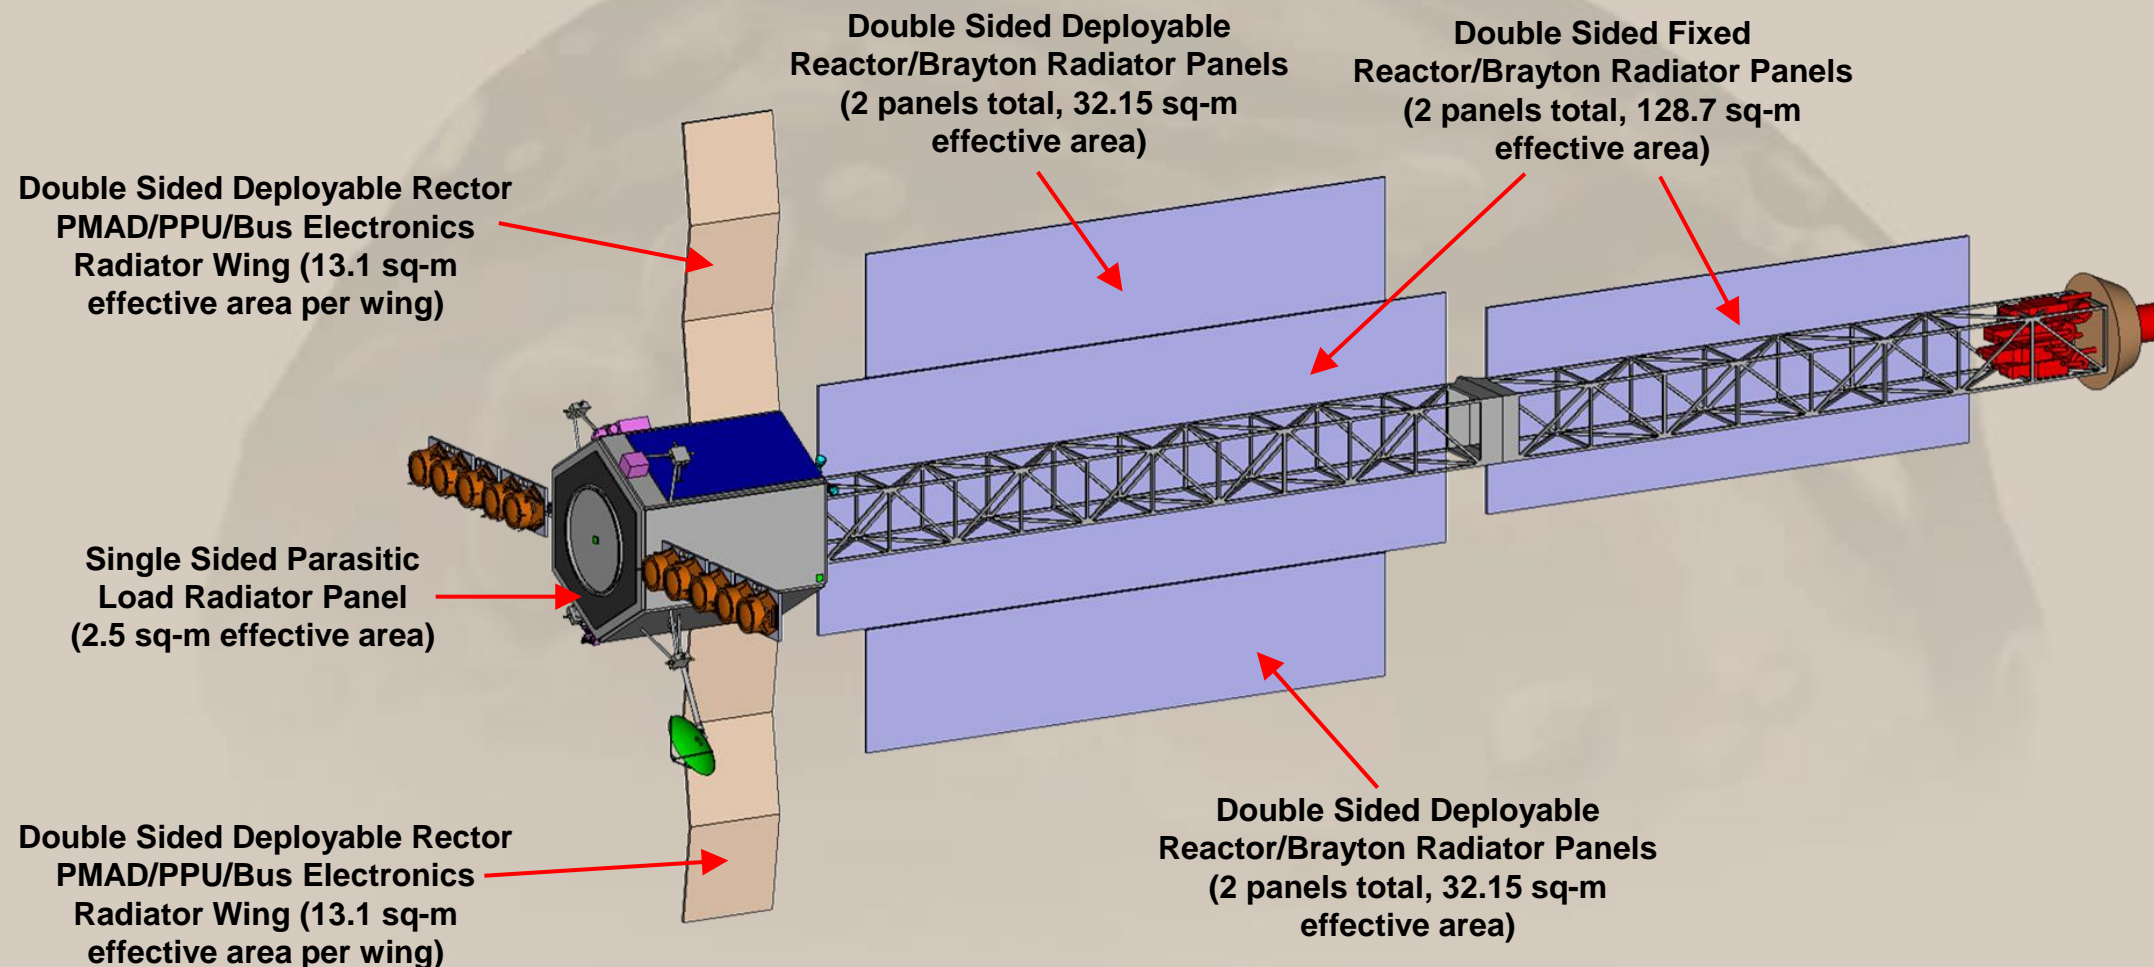 Double Sided Deployable
Reactor/Brayton Radiator Panels
(2 panels total, 32.15 sq-m
effective area)
Double Sided Fixed
Reactor/Brayton Radiator Panels
(2 panels total, 128.7 sq-m
effective area)
Double Sided Deployable Rector
PMAD/PPU/Bus Electronics
Radiator Wing (13.1 sq-m
effective area per wing)
Single Sided Parasitic
Load Radiator Panel
(2.5 sq-m effective area)
Double Sided Deployable Rector
PMAD/PPU/Bus Electronics
Radiator Wing (13.1 sq-m
effective area per wing)
Double Sided Deployable
Reactor/Brayton Radiator Panels
(2 panels total, 32.15 sq-m
effective area)